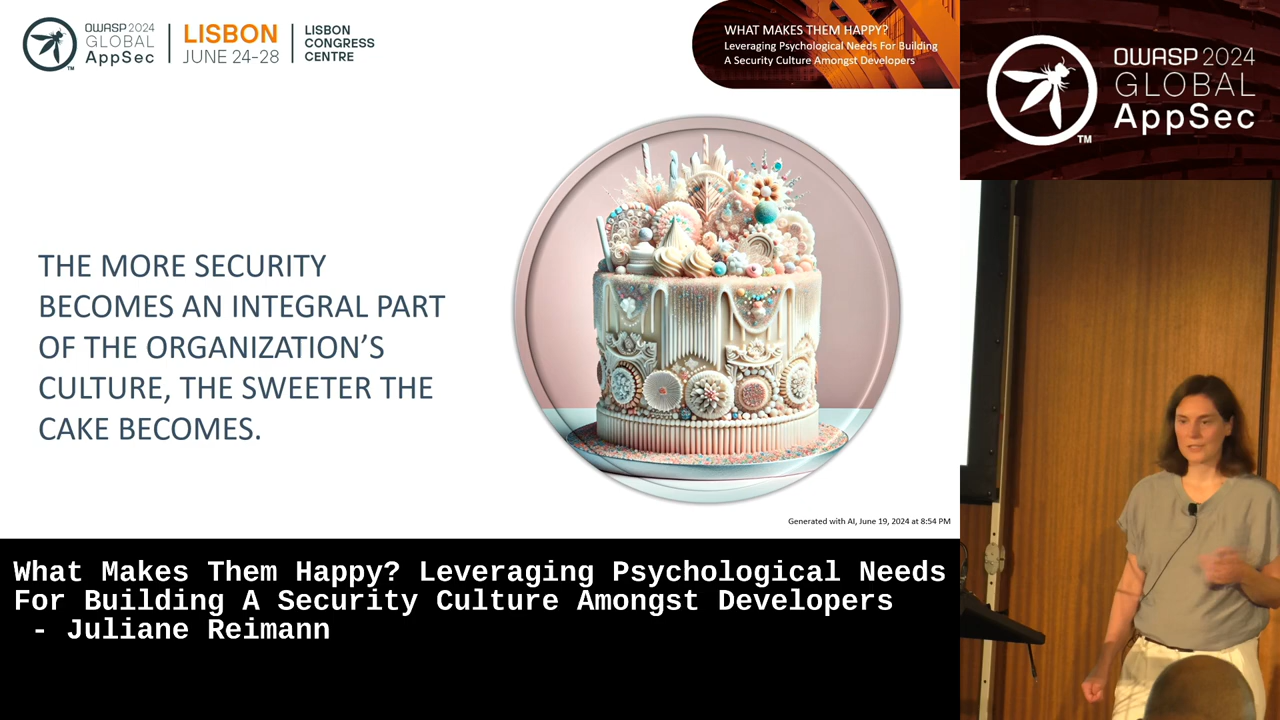 OWASP 2024
GLOBAL
AppSec
TM
LISBON
JUNE 24-28
LISBON
CONGRESS
CENTRE
WHAT MAKES THEM HAPPY?
Leveraging Psychological Needs For Building
A Security Culture Amongst Developers
OWASP 2024
GLOBAL
AppSec
TM
THE MORE SECURITY
BECOMES AN INTEGRAL PART
OF THE ORGANIZATION'S
CULTURE, THE SWEETER THE
CAKE BECOMES.
Generated with AI, June 19, 2024 at 8:54 PM
What Makes Them Happy? Leveraging Psychological Needs
For Building A Security Culture Amongst Developers
- Juliane Reimann